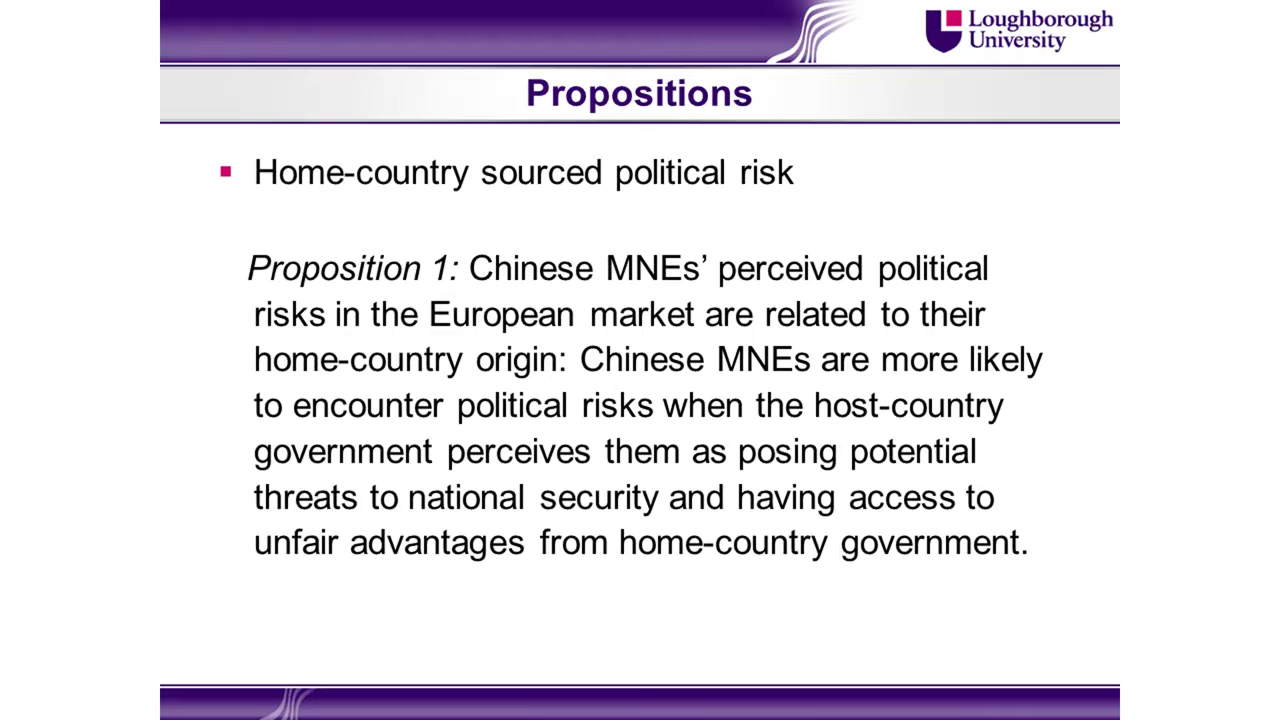 Loughborough
University
Propositions
Home-country sourced political risk
Proposition 1: Chinese MNEs’ perceived political
risks in the European market are related to their
home-country origin: Chinese MNEs are more likely
to encounter political risks when the host-country
government perceives them as posing potential
threats to national security and having access to
unfair advantages from home-country government.